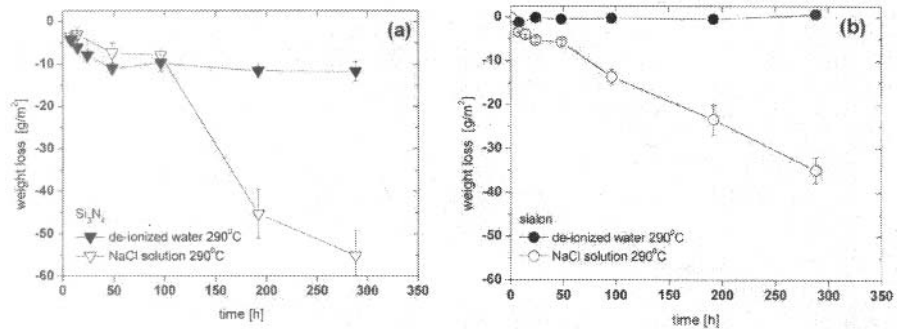 (a)
weight loss [g/m²]
0
-10
-20
-30
-40
-50
-60
Si₃N₄
de-ionized water 290°C
NaCl solution 290°C
0 50 100 150 200 250 300 350
time [h]
(b)
weight loss [g/m²]
0
-10
-20
-30
-40
-50
-60
sialon
de-ionized water 290°C
NaCl solution 290°C
0 50 100 150 200 250 300 350
time [h]